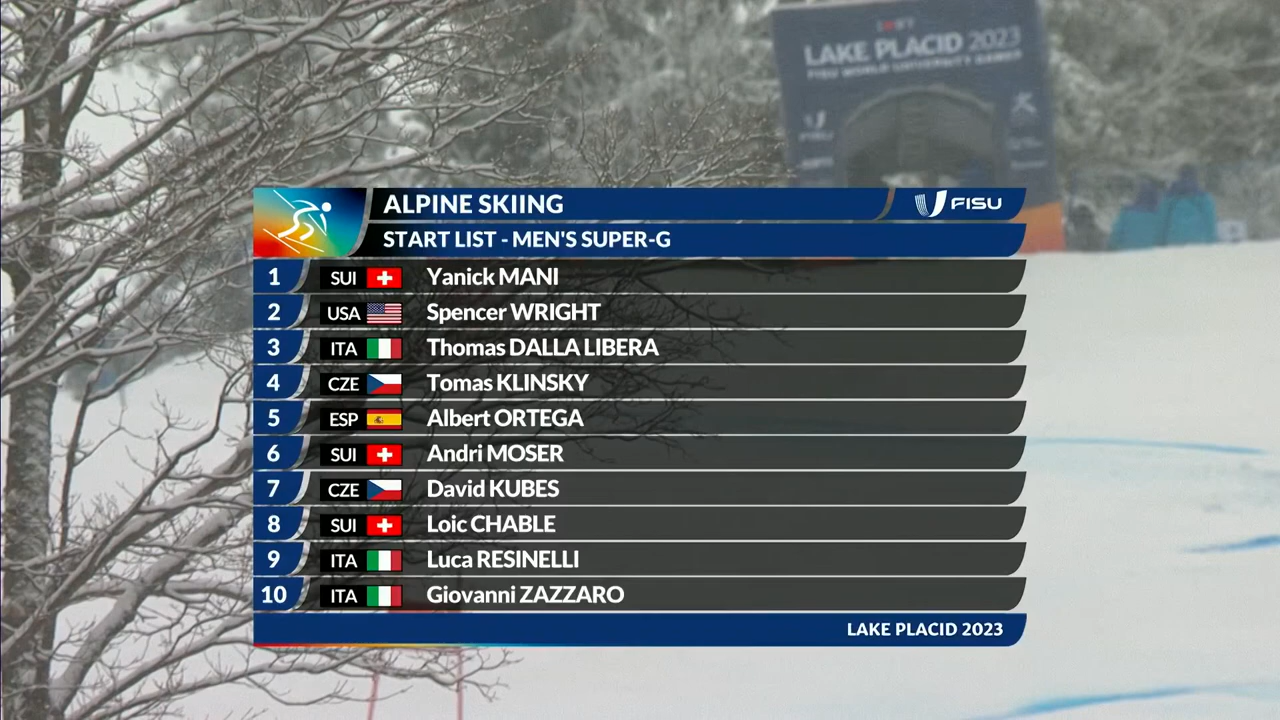 LAKE PLACID 2023
FISU WORLD UNIVERSITY GAMES
ALPINE SKIING
FISU
START LIST - MEN'S SUPER-G
1 SUI Yanick MANI
2 USA Spencer WRIGHT
3 ITA Thomas DALLA LIBERA
4 CZE Tomas KLINSKY
5 ESP Albert ORTEGA
6 SUI Andri MOSER
7 CZE David KUBES
8 SUI Loic CHABLE
9 ITA Luca RESINELLI
10 ITA Giovanni ZAZZARO
LAKE PLACID 2023